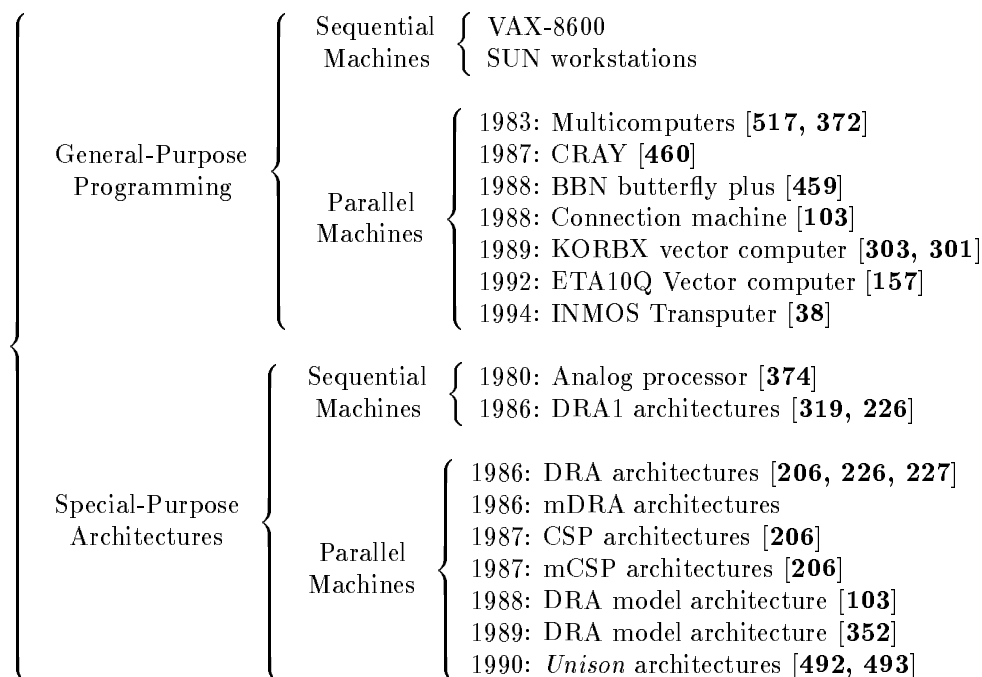 Sequential
Machines
VAX-8600
SUN workstations
General-Purpose
Programming
Parallel
Machines
1983: Multicomputers [517, 372]
1987: CRAY [460]
1988: BBN butterfly plus [459]
1988: Connection machine [103]
1989: KORBX vector computer [303, 301]
1992: ETA10Q Vector computer [157]
1994: INMOS Transputer [38]
Sequential
Machines
1980: Analog processor [374]
1986: DRA1 architectures [319, 226]
Special-Purpose
Architectures
Parallel
Machines
1986: DRA architectures [206, 226, 227]
1986: mDRA architectures
1987: CSP architectures [206]
1987: mCSP architectures [206]
1988: DRA model architecture [103]
1989: DRA model architecture [352]
1990: Unison architectures [492, 493]